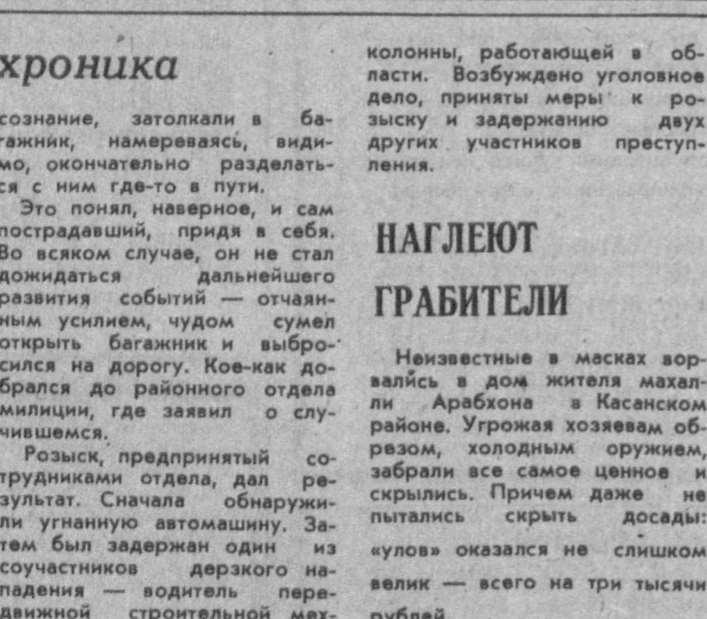 хроника
сознание, затолкали в ба-
гажник, намереваясь, види-
мо, окончательно разделать-
ся с ним где-то в пути.
Это понял, наверное, и сам
пострадавший, придя в себя.
Во всяком случае, он не стал
дожидаться дальнейшего
развития событий — отчаян-
ным усилием, чудом сумел
открыть багажник и выбро-
сился на дорогу. Кое-как до-
брался до районного отдела
милиции, где заявил о слу-
чившемся.
Розыск, предпринятый со-
трудниками отдела, дал ре-
зультат. Сначала обнаружи-
ли угнанную автомашину. За-
тем был задержан один из
соучастников дерзкого на-
падения — водитель пере-
движной строительной мех-
колонны, работающей в об-
ласти. Возбуждено уголовное
дело, приняты меры к ро-
зыску и задержанию двух
других участников преступ-
ления.
НАГЛЕЮТ
ГРАБИТЕЛИ
Неизвестные в масках вор-
вались в дом жителя махал-
ли Арабхона в Касанском
районе. Угрожая хозяевам об-
резом, холодным оружием,
забрали все самое ценное и
скрылись. Причем даже не
пытались скрыть досады:
«улов» оказался не слишком
велик — всего на три тысячи
рублей.